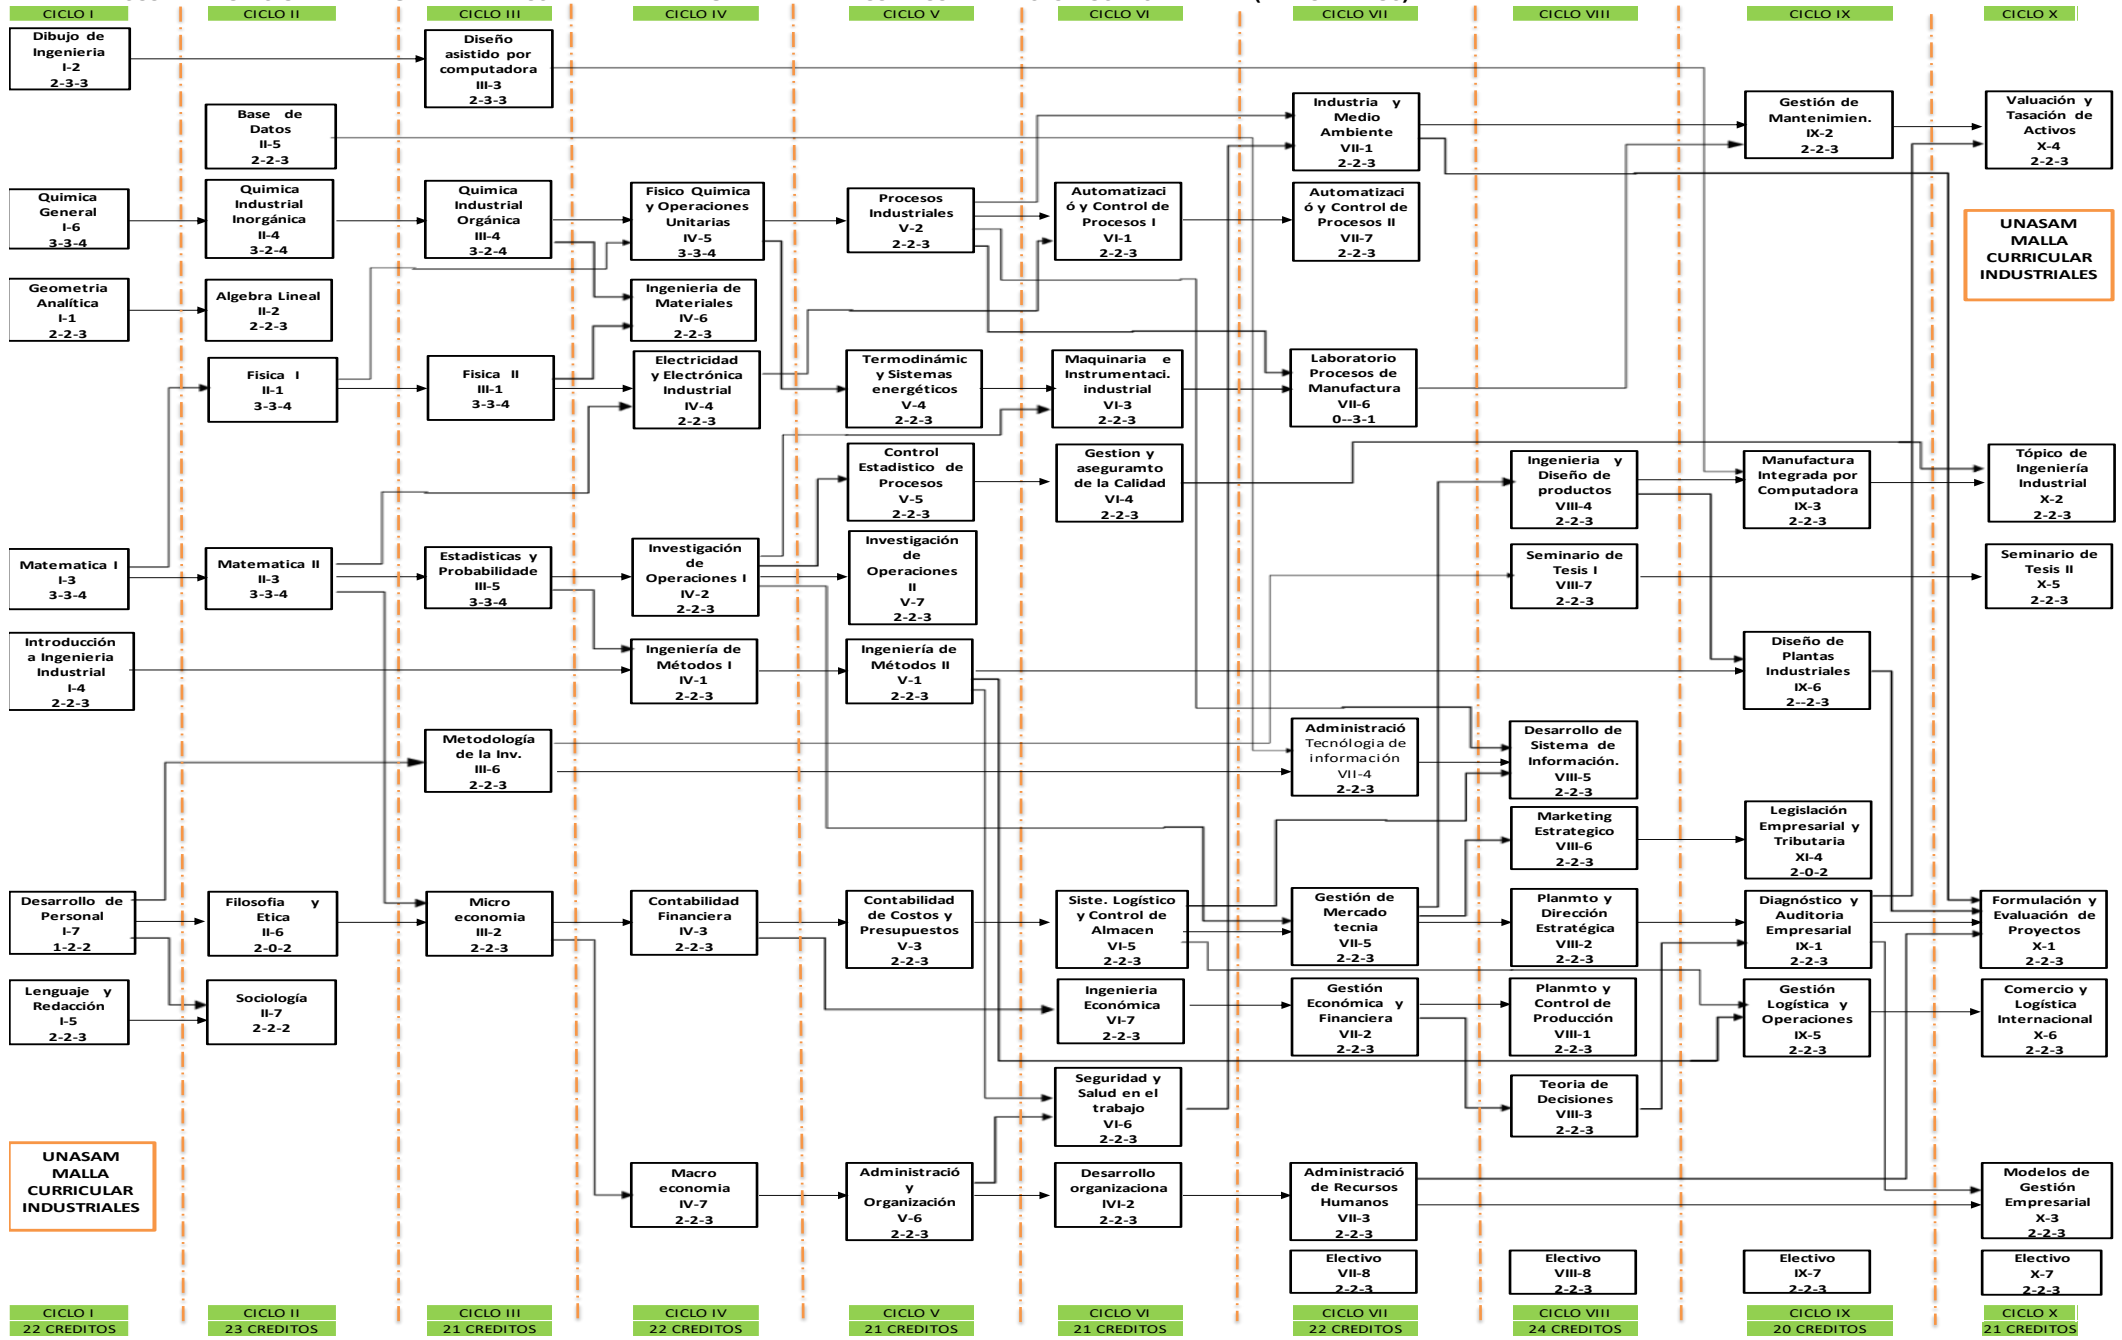 CICLO I
CICLO II
CICLO III
CICLO IV
CICLO V
CICLO VI
CICLO VII
CICLO VIII
CICLO IX
CICLO X
Dibujo de
Ingenieria
I-2
2-3-3
Quimica
General
I-6
3-3-4
Geometria
Analítica
I-1
2-2-3
Matematica I
I-3
3-3-4
Introducción
a Ingenieria
Industrial
I-4
2-2-3
Desarrollo de
Personal
I-7
1-2-2
Lenguaje y
Redacción
I-5
2-2-3
UNASAM
MALLA
CURRICULAR
INDUSTRIALES
Base de
Datos
II-5
2-2-3
Quimica
Industrial
Inorgánica
II-4
3-2-4
Algebra Lineal
II-2
2-2-3
Fisica I
II-1
3-3-4
Matematica II
II-3
3-3-4
Filosofia y
Etica
II-6
2-0-2
Sociología
II-7
2-2-2
Diseño
asistido por
computadora
III-3
2-3-3
Quimica
Industrial
Orgánica
III-4
3-2-4
Fisica II
III-1
3-3-4
Estadisticas y
Probabilidade
III-5
3-3-4
Metodología
de la Inv.
III-6
2-2-3
Micro
economia
III-2
2-2-3
Fisico Quimica
y Operaciones
Unitarias
IV-5
3-3-4
Ingenieria de
Materiales
IV-6
2-2-3
Electricidad
y Electrónica
Industrial
IV-4
2-2-3
Investigación
de
Operaciones I
IV-2
2-2-3
Ingeniería de
Métodos I
IV-1
2-2-3
Contabilidad
Financiera
IV-3
2-2-3
Macro
economia
IV-7
2-2-3
Procesos
Industriales
V-2
2-2-3
Termodinámic
y Sistemas
energéticos
V-4
2-2-3
Control
Estadistico de
Procesos
V-5
2-2-3
Investigación
de
Operaciones
II
V-7
2-2-3
Ingeniería de
Métodos II
V-1
2-2-3
Contabilidad
de Costos y
Presupuestos
V-3
2-2-3
Administració
y
Organización
V-6
2-2-3
Automatizaci
ó y Control de
Procesos I
VI-1
2-2-3
Maquinaria e
Instrumentaci.
industrial
VI-3
2-2-3
Gestion y
aseguramto
de la Calidad
VI-4
2-2-3
Siste. Logístico
y Control de
Almacen
VI-5
2-2-3
Ingenieria
Económica
VI-7
2-2-3
Seguridad y
Salud en el
trabajo
VI-6
2-2-3
Desarrollo
organizaciona
IVI-2
2-2-3
Industria y
Medio
Ambiente
VII-1
2-2-3
Automatizaci
ó y Control de
Procesos II
VII-7
2-2-3
Laboratorio
Procesos de
Manufactura
VII-6
0--3-1
Administració
Tecnólogia de
información
VII-4
2-2-3
Gestión de
Mercado
tecnia
VII-5
2-2-3
Gestión
Económica y
Financiera
VII-2
2-2-3
Administració
de Recursos
Humanos
VII-3
2-2-3
Electivo
VII-8
2-2-3
Ingenieria y
Diseño de
productos
VIII-4
2-2-3
Seminario de
Tesis I
VIII-7
2-2-3
Desarrollo de
Sistema de
Información.
VIII-5
2-2-3
Marketing
Estrategico
VIII-6
2-2-3
Planmto y
Dirección
Estratégica
VIII-2
2-2-3
Planmto y
Control de
Producción
VIII-1
2-2-3
Teoria de
Decisiones
VIII-3
2-2-3
Electivo
VIII-8
2-2-3
Gestión de
Mantenimien.
IX-2
2-2-3
Manufactura
Integrada por
Computadora
IX-3
2-2-3
Diseño de
Plantas
Industriales
IX-6
2--2-3
Legislación
Empresarial y
Tributaria
XI-4
2-0-2
Diagnóstico y
Auditoria
Empresarial
IX-1
2-2-3
Gestión
Logística y
Operaciones
IX-5
2-2-3
Electivo
IX-7
2-2-3
Valuación y
Tasación de
Activos
X-4
2-2-3
UNASAM
MALLA
CURRICULAR
INDUSTRIALES
Tópico de
Ingeniería
Industrial
X-2
2-2-3
Seminario de
Tesis II
X-5
2-2-3
Formulación y
Evaluación de
Proyectos
X-1
2-2-3
Comercio y
Logística
Internacional
X-6
2-2-3
Modelos de
Gestión
Empresarial
X-3
2-2-3
Electivo
X-7
2-2-3
CICLO I
CICLO II
CICLO III
CICLO IV
CICLO V
CICLO VI
CICLO VII
CICLO VIII
CICLO IX
CICLO X
22 CREDITOS
23 CREDITOS
21 CREDITOS
22 CREDITOS
21 CREDITOS
21 CREDITOS
22 CREDITOS
24 CREDITOS
20 CREDITOS
21 CREDITOS